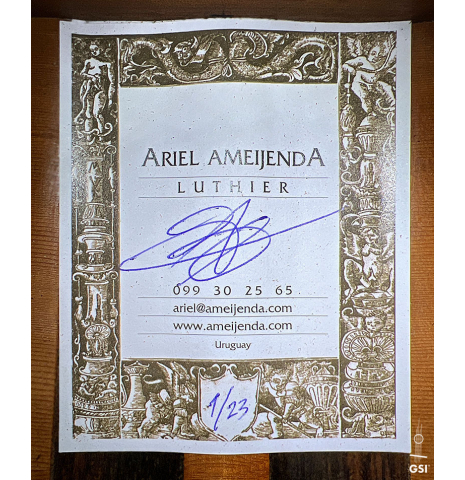 ARIEL AMEIJENDA
LUTHIER
099 30 25 65
ariel@ameijenda.com
www.ameijenda.com
Uruguay
1/23
GSI